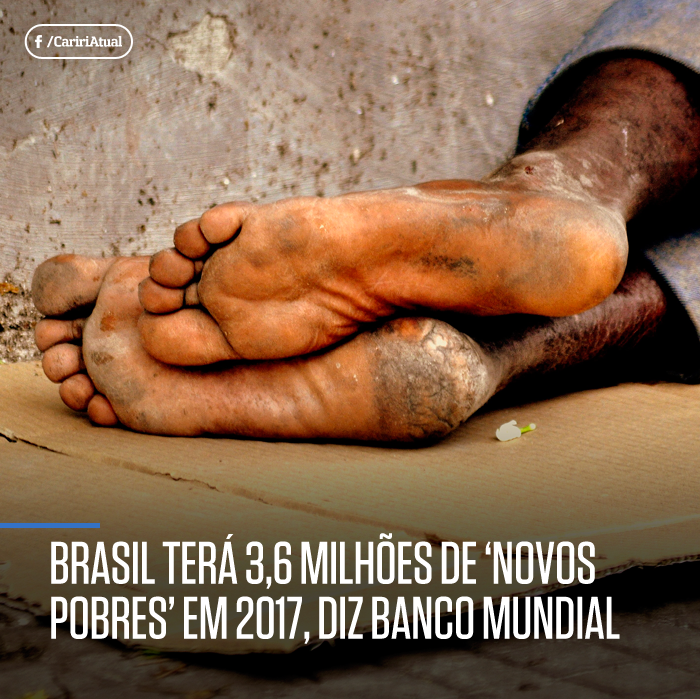 f /CaririAtual
BRASIL TERÁ 3,6 MILHÕES DE ‘NOVOS
POBRES’ EM 2017, DIZ BANCO MUNDIAL